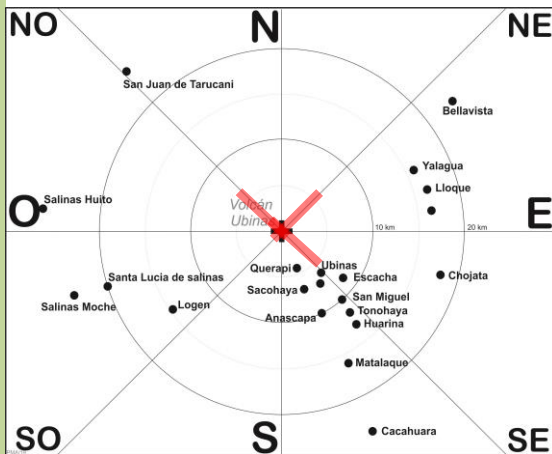 NO
N
NE
San Juan de Tarucani
Bellavista
Yalagua
Lloque
Salinas Huito
O
Volcán
Ubinas
10 km
20 km
E
Querapi
Ubinas
Escacha
Chojata
Santa Lucia de salinas
Sacohaya
San Miguel
Salinas Moche
Logen
Anascapa
Tonohaya
Huarina
Matalaque
SO
S
Cacahuara
SE